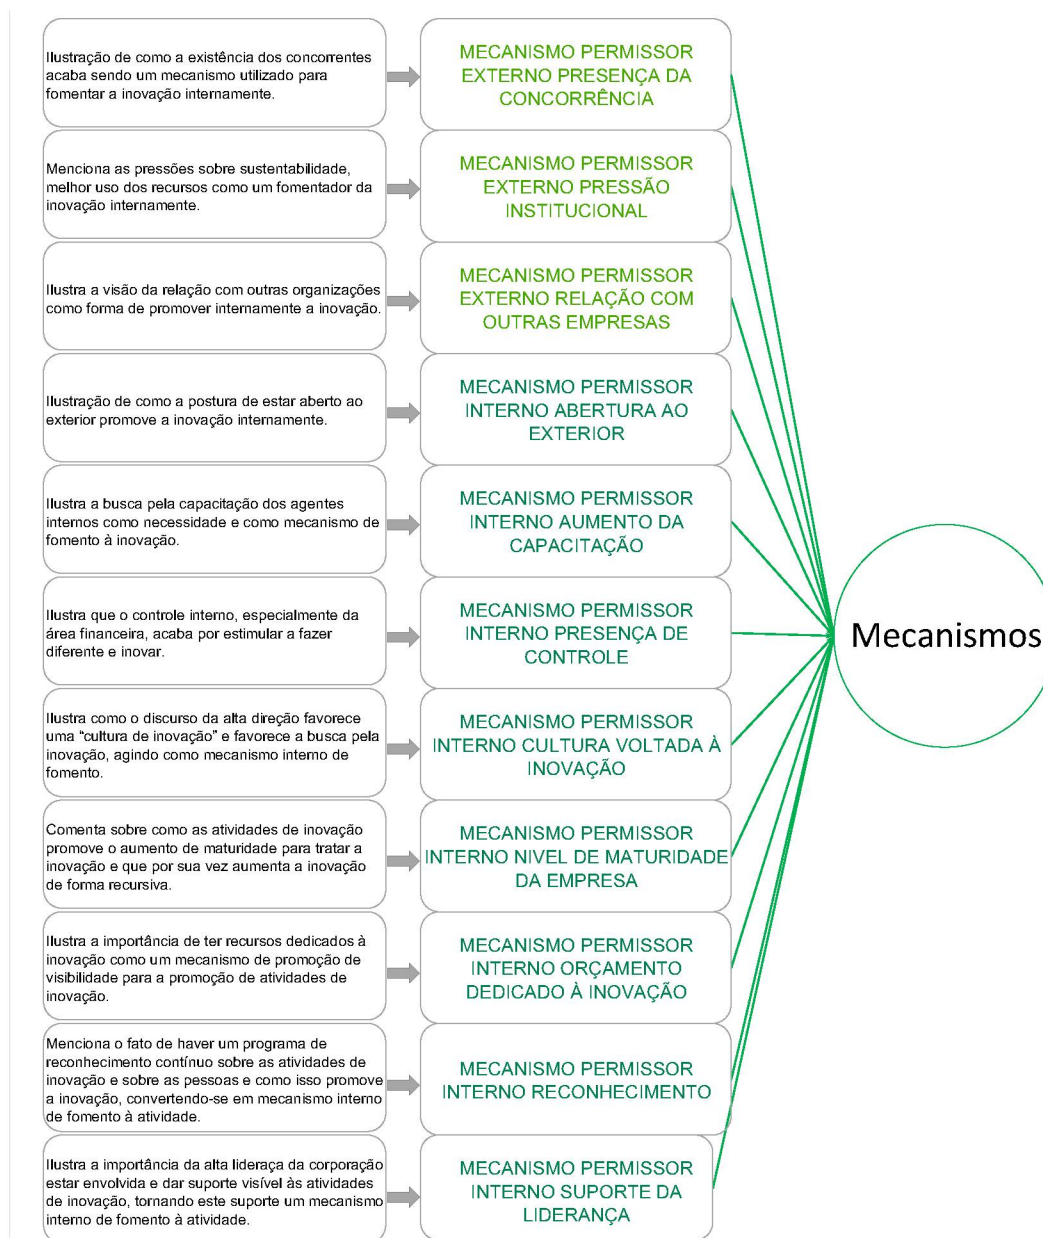 Ilustração de como a existência dos concorrentes
acaba sendo um mecanismo utilizado para
fomentar a inovação internamente.
MECANISMO PERMISSOR
EXTERNO PRESENÇA DA
CONCORRÊNCIA
Menciona as pressões sobre sustentabilidade,
melhor uso dos recursos como um fomentador da
inovação internamente.
MECANISMO PERMISSOR
EXTERNO PRESSÃO
INSTITUCIONAL
Ilustra a visão da relação com outras organizações
como forma de promover internamente a inovação.
MECANISMO PERMISSOR
EXTERNO RELAÇÃO COM
OUTRAS EMPRESAS
Ilustração de como a postura de estar aberto ao
exterior promove a inovação internamente.
MECANISMO PERMISSOR
INTERNO ABERTURA AO
EXTERIOR
Ilustra a busca pela capacitação dos agentes
internos como necessidade e como mecanismo de
fomento à inovação.
MECANISMO PERMISSOR
INTERNO AUMENTO DA
CAPACITAÇÃO
Ilustra que o controle interno, especialmente da
área financeira, acaba por estimular a fazer
diferente e inovar.
MECANISMO PERMISSOR
INTERNO PRESENÇA DE
CONTROLE
Mecanismos
Ilustra como o discurso da alta direção favorece
uma “cultura de inovação” e favorece a busca pela
inovação, agindo como mecanismo interno de
fomento.
MECANISMO PERMISSOR
INTERNO CULTURA VOLTADA À
INOVAÇÃO
Comenta sobre como as atividades de inovação
promove o aumento de maturidade para tratar a
inovação e que por sua vez aumenta a inovação
de forma recursiva.
MECANISMO PERMISSOR
INTERNO NIVEL DE MATURIDADE
DA EMPRESA
Ilustra a importância de ter recursos dedicados à
inovação como um mecanismo de promoção de
visibilidade para a promoção de atividades de
inovação.
MECANISMO PERMISSOR
INTERNO ORÇAMENTO
DEDICADO À INOVAÇÃO
Menciona o fato de haver um programa de
reconhecimento contínuo sobre as atividades de
inovação e sobre as pessoas e como isso promove
a inovação, convertendo-se em mecanismo interno
de fomento à atividade.
MECANISMO PERMISSOR
INTERNO RECONHECIMENTO
Ilustra a importância da alta lideraça da corporação
estar envolvida e dar suporte visível às atividades
de inovação, tornando este suporte um mecanismo
interno de fomento à atividade.
MECANISMO PERMISSOR
INTERNO SUPORTE DA
LIDERANÇA